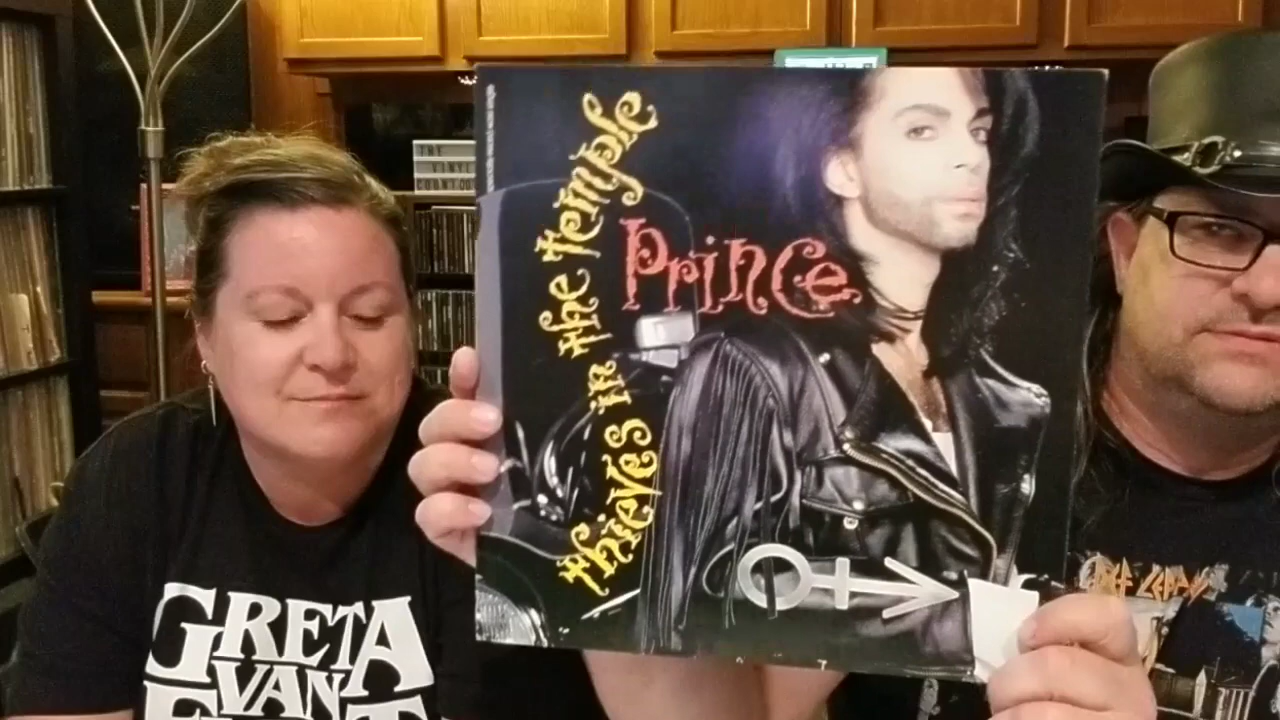 thieves in the temple
Prince
GRETA
VAN
DEF LEPPARD